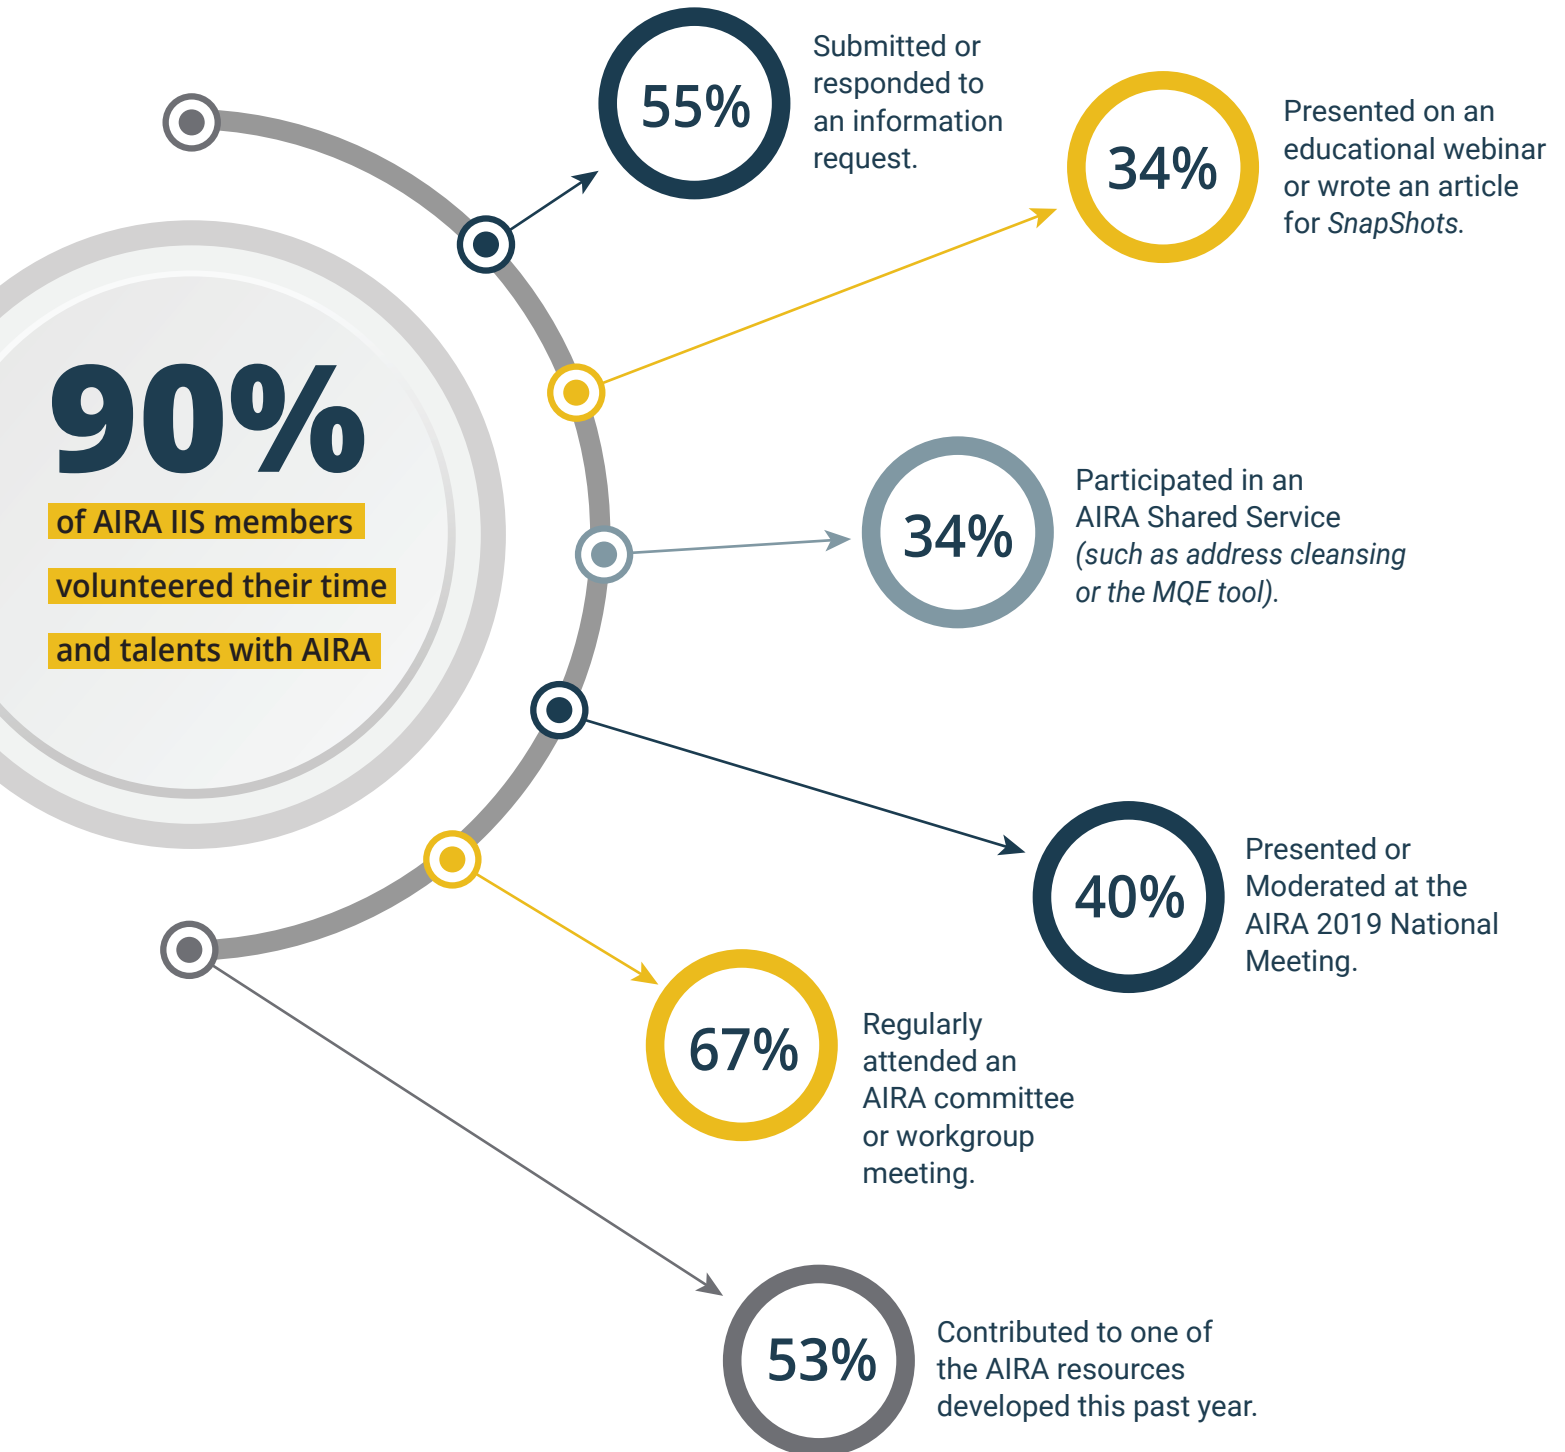 90%
of AIRA IIS members
volunteered their time
and talents with AIRA
55%
Submitted or
responded to
an information
request.
34%
Presented on an
educational webinar
or wrote an article
for SnapShots.
34%
Participated in an
AIRA Shared Service
(such as address cleansing
or the MQE tool).
40%
Presented or
Moderated at the
AIRA 2019 National
Meeting.
67%
Regularly
attended an
AIRA committee
or workgroup
meeting.
53%
Contributed to one of
the AIRA resources
developed this past year.